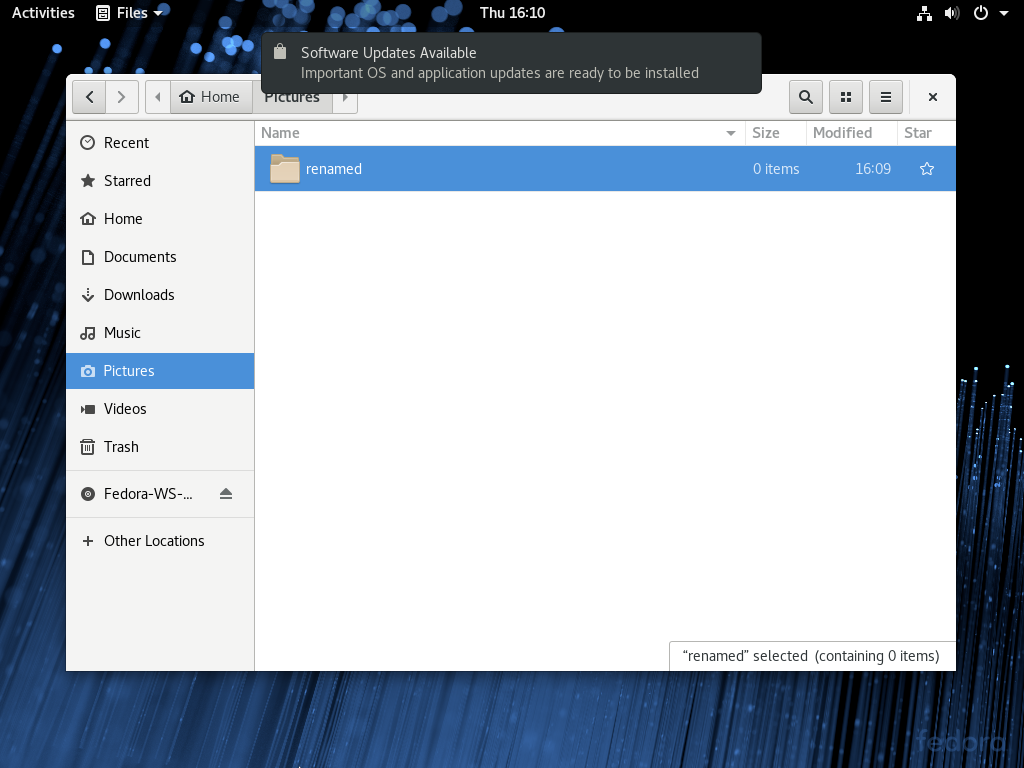 Activities Files Thu 16:10
Software Updates Available
Important OS and application updates are ready to be installed
Home Pictures
Name Size Modified Star
renamed 0 items 16:09
Recent
Starred
Home
Documents
Downloads
Music
Pictures
Videos
Trash
Fedora-WS-...
Other Locations
“renamed” selected (containing 0 items)
fedora